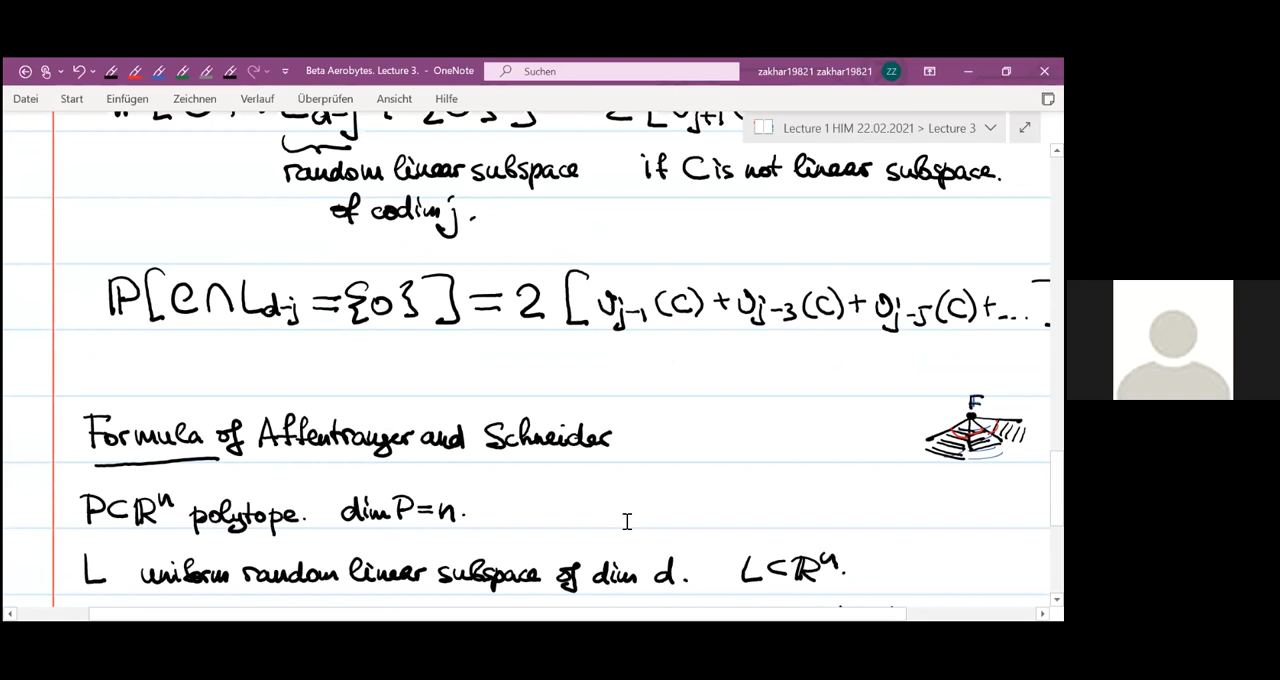 Beta Aerobytes. Lecture 3. - OneNote
Suchen
zakhar19821 zakhar19821
ZZ
Datei Start Einfügen Zeichnen Verlauf Überprüfen Ansicht Hilfe
Lecture 1 HIM 22.02.2021 > Lecture 3
random linear subspace if C is not linear subspace.
of codim j.
P[C∩L_{d-j} = {0}] = 2 [υ_{j-1}(C) + υ_{j-3}(C) + υ_{j-5}(C) + ....]
F
Formula of Affentranger and Schneider
P⊂ℝⁿ polytope. dim P = n.
L uniform random linear subspace of dim d. L⊂ℝⁿ.